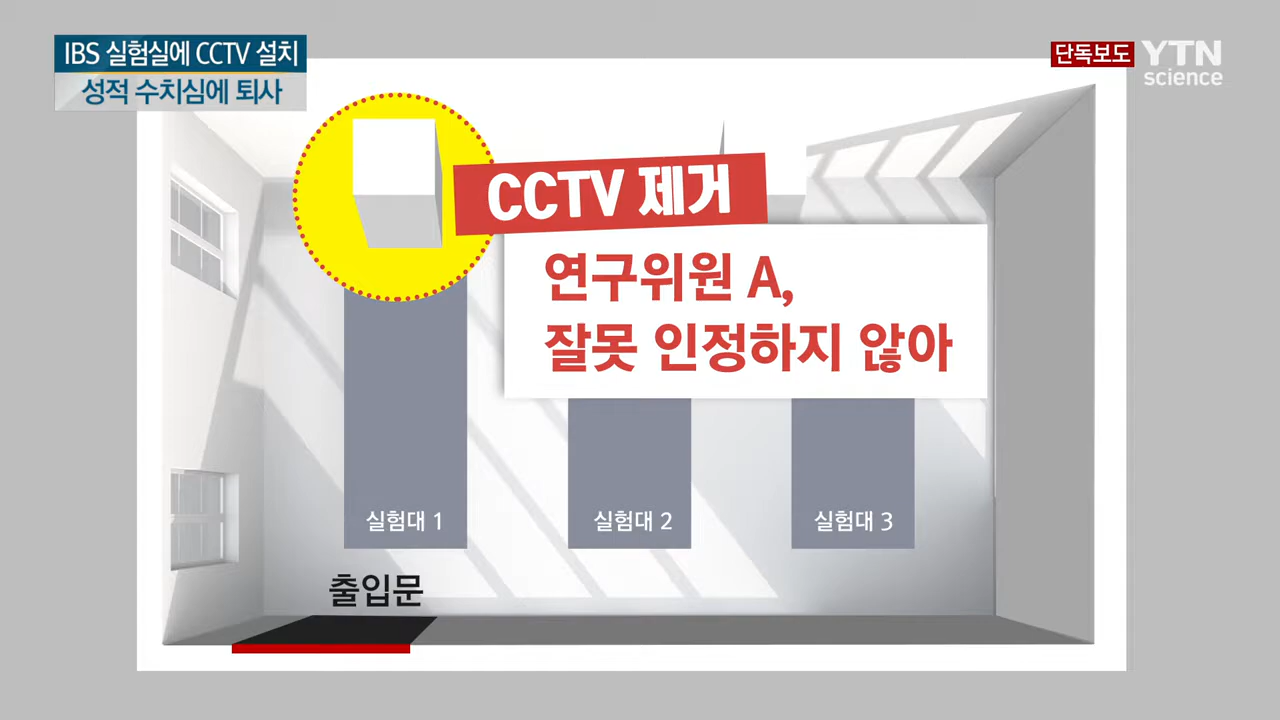 IBS 실험실에 CCTV 설치
성적 수치심에 퇴사
단독보도
YTN
science
CCTV 제거
연구위원 A,
잘못 인정하지 않아
실험대 1
실험대 2
실험대 3
출입문